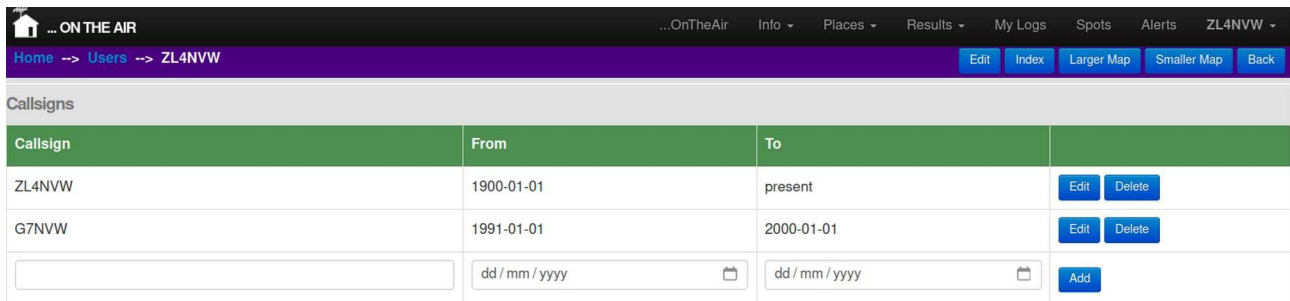 ... ON THE AIR ...OnTheAir Info Places Results My Logs Spots Alerts ZL4NVW
Home --> Users --> ZL4NVW Edit Index Larger Map Smaller Map Back
Callsigns
Callsign From To
ZL4NVW 1900-01-01 present Edit Delete
G7NVW 1991-01-01 2000-01-01 Edit Delete
dd / mm / yyyy dd / mm / yyyy Add